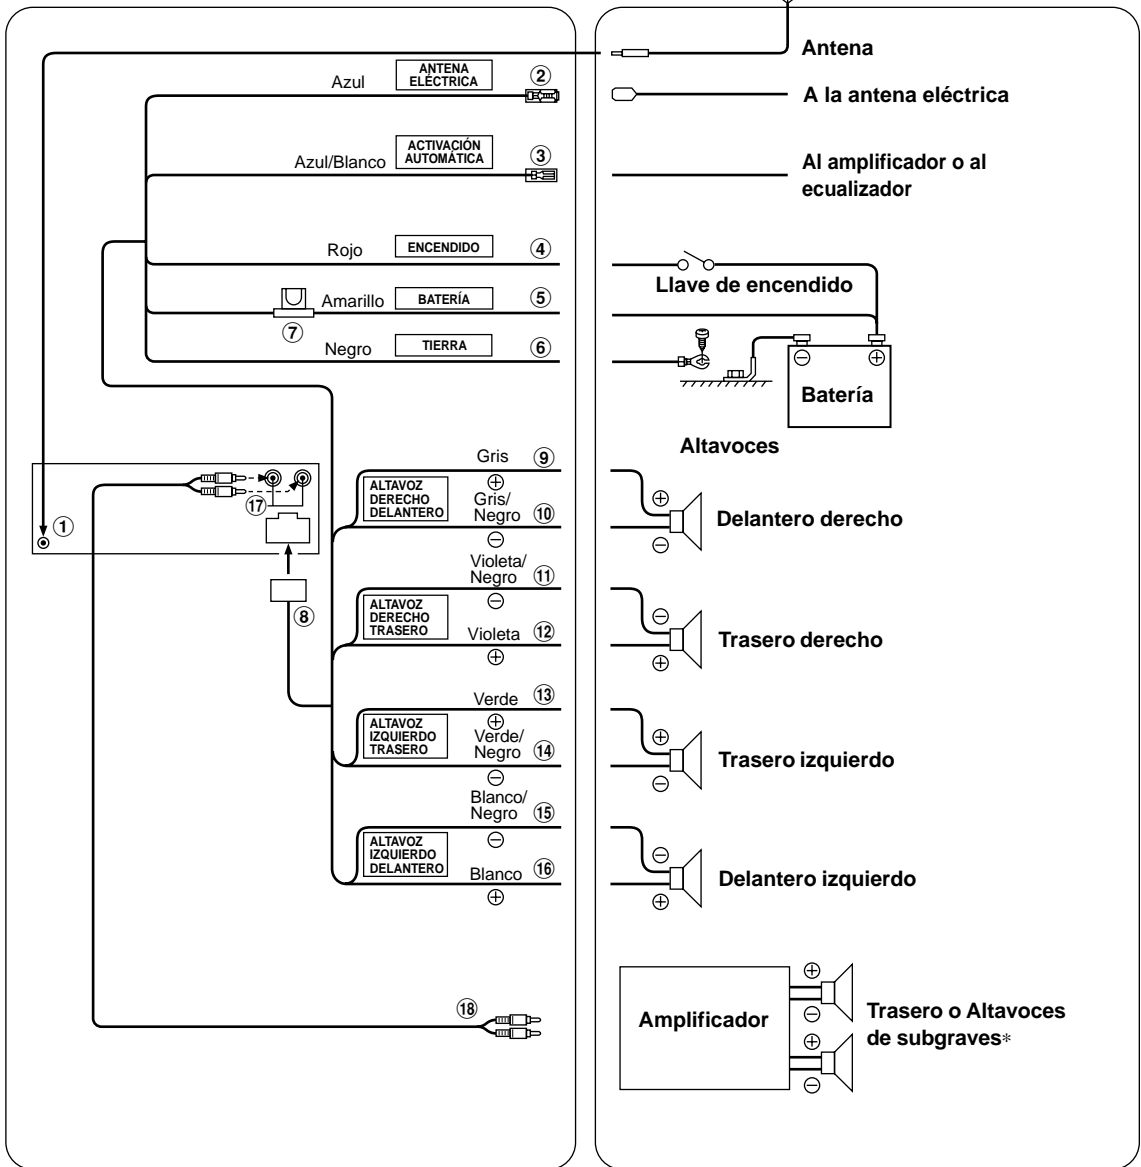 Antena
Azul
ANTENA
ELÉCTRICA
②
A la antena eléctrica
Azul/Blanco
ACTIVACIÓN
AUTOMÁTICA
③
Al amplificador o al
ecualizador
Rojo
ENCENDIDO
④
Llave de encendido
Amarillo
BATERÍA
⑤
⑦
Negro
TIERRA
⑥
⊖ ⊕
Batería
Altavoces
①
⑰
⑧
Gris
⑨
⊕
ALTAVOZ
DERECHO
DELANTERO
Gris/
Negro
⑩
⊖
⊕
⊖
Delantero derecho
Violeta/
Negro
⑪
⊖
ALTAVOZ
DERECHO
TRASERO
Violeta
⑫
⊕
⊖
⊕
Trasero derecho
Verde
⑬
⊕
ALTAVOZ
IZQUIERDO
TRASERO
Verde/
Negro
⑭
⊖
⊕
⊖
Trasero izquierdo
Blanco/
Negro
⑮
⊖
ALTAVOZ
IZQUIERDO
DELANTERO
Blanco
⑯
⊕
⊖
⊕
Delantero izquierdo
⑱
Amplificador
⊕
⊖
⊕
⊖
Trasero o Altavoces
de subgraves*